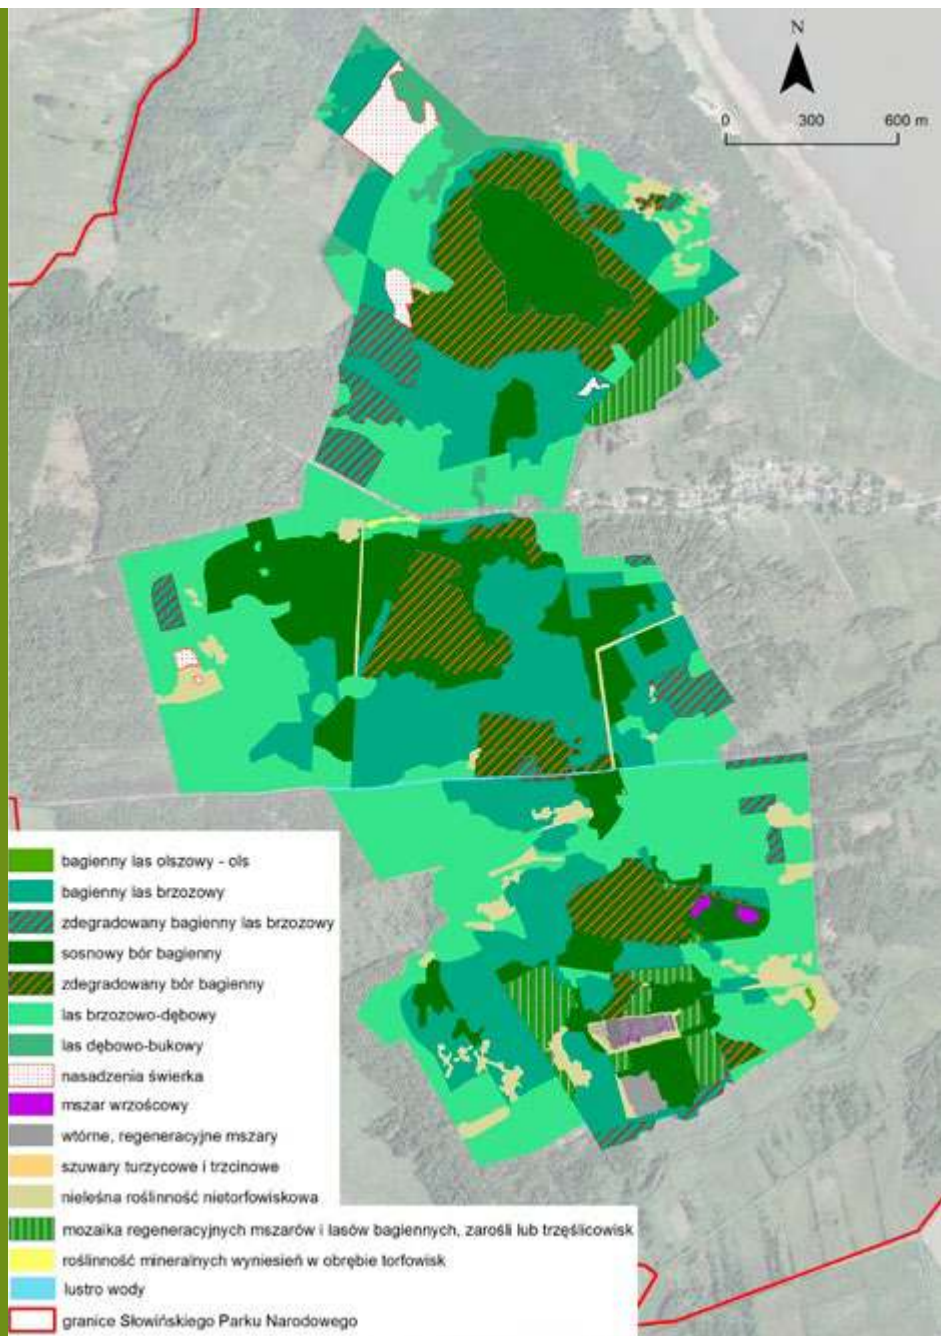 N
0 300 600 m
bagienny las olszowy - ols
bagienny las brzozowy
zdegradowany bagienny las brzozowy
sosnowy bór bagienny
zdegradowany bór bagienny
las brzozowo-dębowy
las dębowo-bukowy
nasadzenia świerka
mszar wrzoścowy
wtórne, regeneracyjne mszary
szuwary turzycowe i trzcinowe
nieleśna roślinność nietorfowiskowa
mozaika regeneracyjnych mszarów i lasów bagiennych, zarośli lub trzęślicowisk
roślinność mineralnych wyniesień w obrębie torfowisk
lustro wody
granice Słowińskiego Parku Narodowego